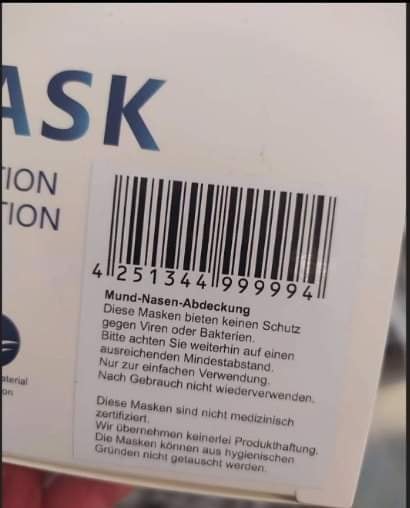 ASK
TION
TION
4 251344 999994
Mund-Nasen-Abdeckung
Diese Masken bieten keinen Schutz
gegen Viren oder Bakterien.
Bitte achten Sie weiterhin auf einen
ausreichenden Mindestabstand.
Nur zur einfachen Verwendung.
Nach Gebrauch nicht wiederverwenden.
Diese Masken sind nicht medizinisch
zertifiziert.
Wir übernehmen keinerlei Produkthaftung.
Die Masken können aus hygienischen
Gründen nicht getauscht werden.
aterial
on